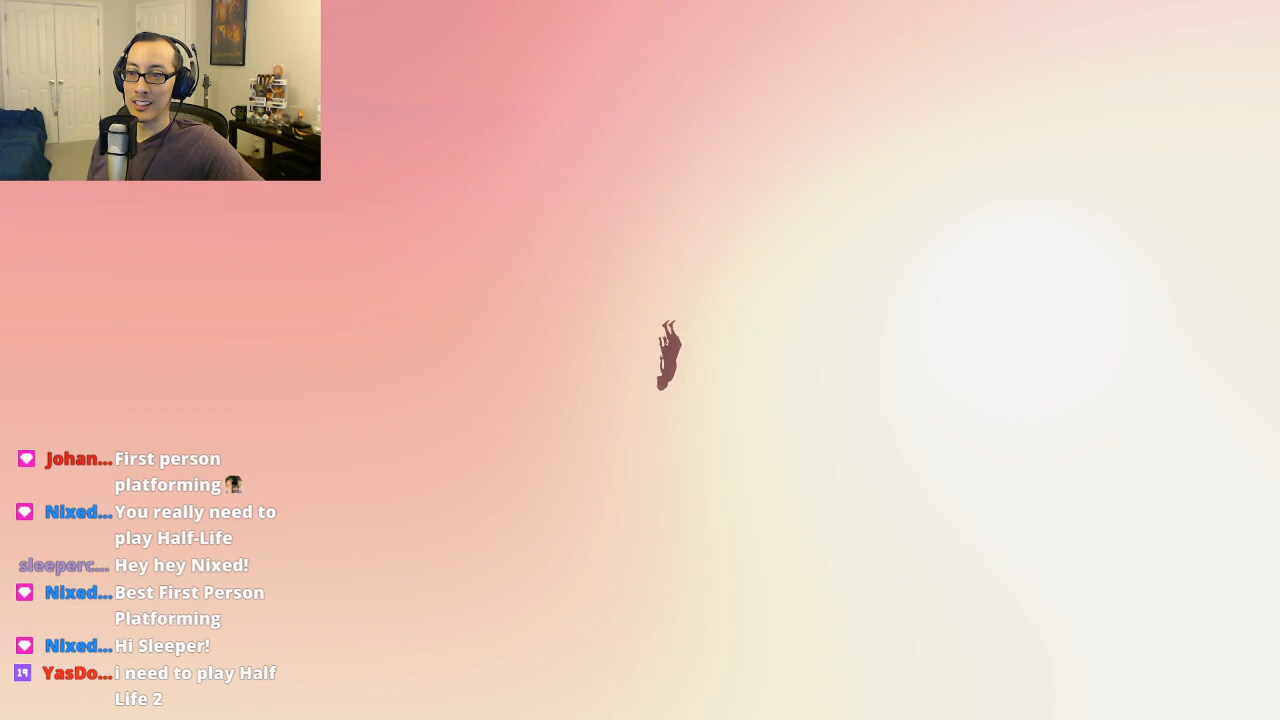 Johan... First person
platforming
Nixed... You really need to
play Half-Life
sleeperc... Hey hey Nixed!
Nixed... Best First Person
Platforming
Nixed... Hi Sleeper!
19 YasDo... i need to play Half
Life 2